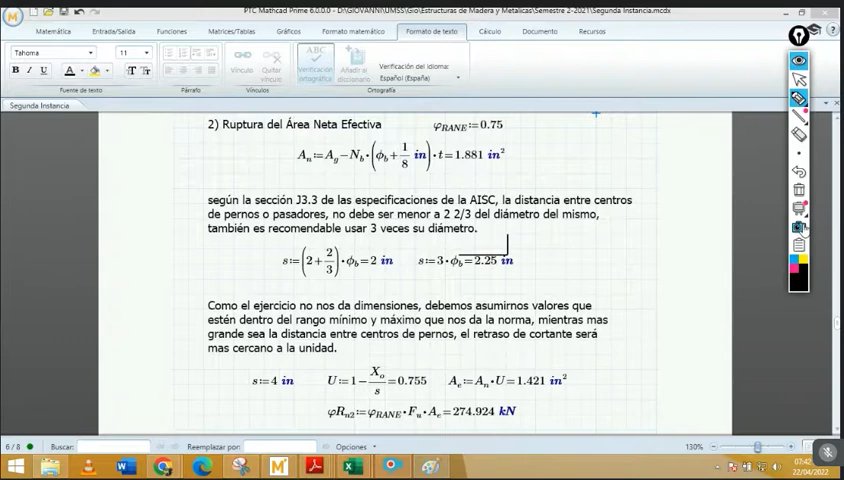 PTC Mathcad Prime 6.0.0.0 - D:\GIOVANNI\UMSS\Gio\Estructuras de Madera y Metalicas\Semestre 2-2021\Segunda Instancia.mcdx
Matemática Entrada/Salida Funciones Matrices/Tablas Gráficos Formato matemático Formato de texto Cálculo Documento Recursos
Tahoma 11
B I U A
Vínculo Quitar vínculo
ABC Verificación ortográfica
Añadir al diccionario
Verificación del idioma:
Español (España)
Fuente de texto Párrafo Vínculos Ortografía
Segunda Instancia
2) Ruptura del Área Neta Efectiva φRANE:=0.75
An:=Ag−Nb·(ϕb+1/8 in)·t=1.881 in²
según la sección J3.3 de las especificaciones de la AISC, la distancia entre centros
de pernos o pasadores, no debe ser menor a 2 2/3 del diámetro del mismo,
también es recomendable usar 3 veces su diámetro.
s:=(2+2/3)·ϕb=2 in s:=3·ϕb=2.25 in
Como el ejercicio no nos da dimensiones, debemos asumirnos valores que
estén dentro del rango mínimo y máximo que nos da la norma, mientras mas
grande sea la distancia entre centros de pernos, el retraso de cortante será
mas cercano a la unidad.
s:=4 in U:=1−Xo/s=0.755 Ae:=An·U=1.421 in²
φRn2:=φRANE·Fu·Ae=274.924 kN
6 / 8 Buscar: Reemplazar por: Opciones 130%
07:42
22/04/2022